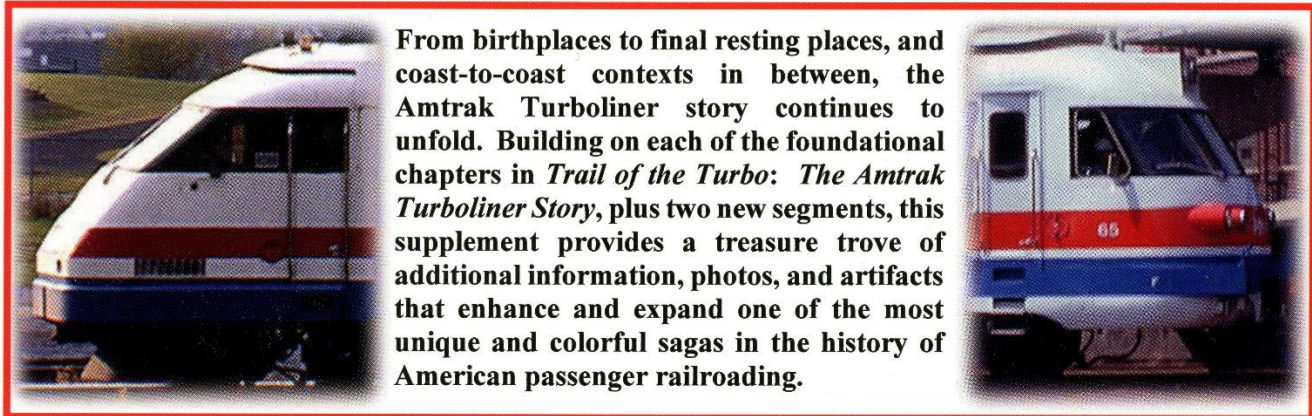 From birthplaces to final resting places, and
coast-to-coast contexts in between, the
Amtrak Turboliner story continues to
unfold. Building on each of the foundational
chapters in Trail of the Turbo: The Amtrak
Turboliner Story, plus two new segments, this
supplement provides a treasure trove of
additional information, photos, and artifacts
that enhance and expand one of the most
unique and colorful sagas in the history of
American passenger railroading.
65